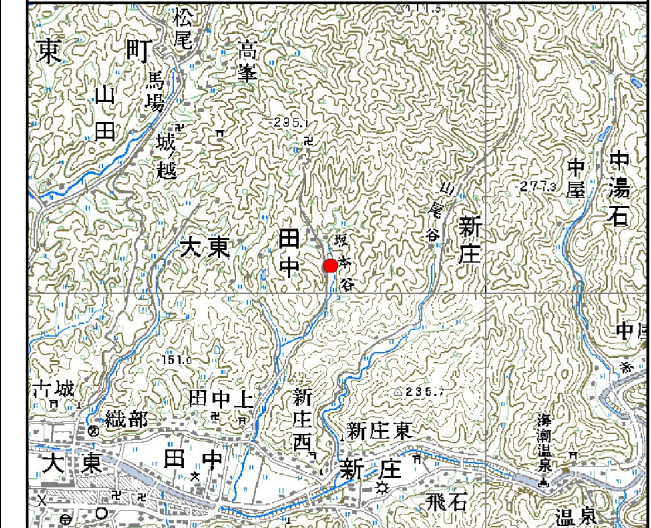 松尾
東町
高峯
馬場
山田
城越
295.1
中屋
中湯石
277.3
山尾谷
新庄
大東
田中
坂本谷
151.0
古城
田中上
新庄西
235.7
織部
新庄東
海潮温泉
大東
田中
新庄
飛石
温泉